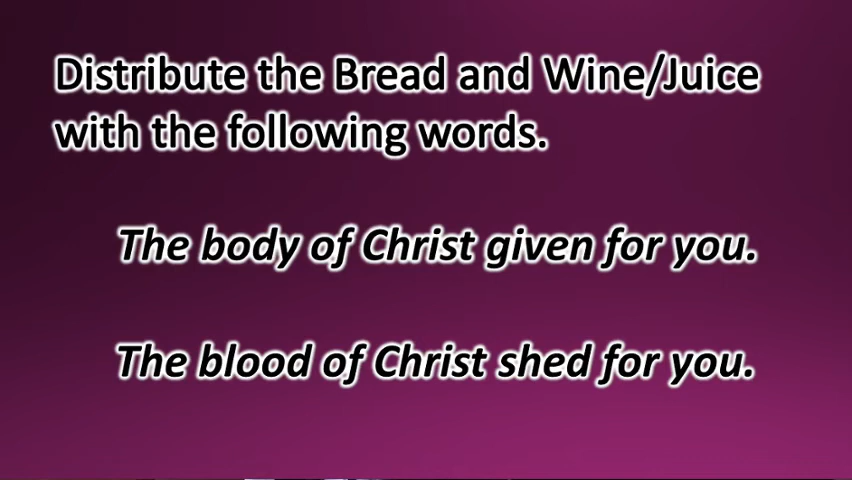 Distribute the Bread and Wine/Juice
with the following words.
The body of Christ given for you.
The blood of Christ shed for you.